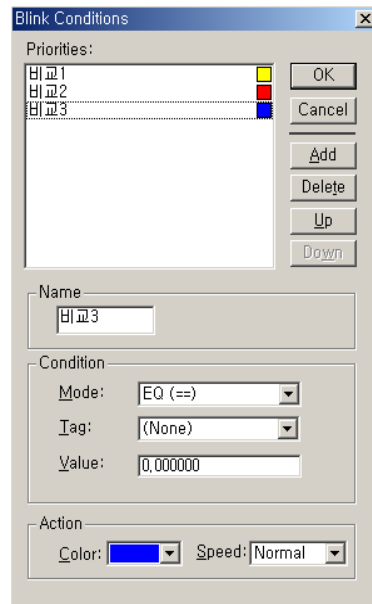 Blink Conditions
Priorities:
비교1
비교2
비교3
OK
Cancel
Add
Delete
Up
Down
Name
비교3
Condition
Mode: EQ (==)
Tag: (None)
Value: 0,000000
Action
Color: Speed: Normal